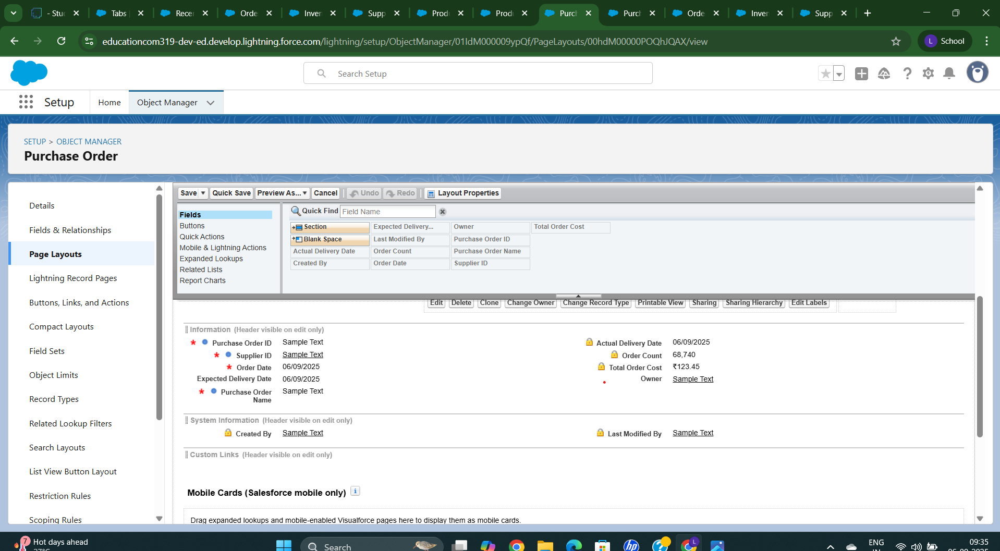 - Stu
Tabs
Recer
Orde
Inven
Supp
Produ
Produ
Purch
Purch
Orde
Inven
Supp
educationcom319-dev-ed.develop.lightning.force.com/lightning/setup/ObjectManager/01IdM000009ypQf/PageLayouts/00hdM00000POQhJQAX/view
L School
Search Setup
Setup
Home
Object Manager
SETUP > OBJECT MANAGER
Purchase Order
Details
Fields & Relationships
Page Layouts
Lightning Record Pages
Buttons, Links, and Actions
Compact Layouts
Field Sets
Object Limits
Record Types
Related Lookup Filters
Search Layouts
List View Button Layout
Restriction Rules
Scoping Rules
Save Quick Save Preview As... Cancel Undo Redo Layout Properties
Fields
Buttons
Quick Actions
Mobile & Lightning Actions
Expanded Lookups
Related Lists
Report Charts
Quick Find Field Name
Section Expected Delivery... Owner Total Order Cost
Blank Space Last Modified By Purchase Order ID
Actual Delivery Date Order Count Purchase Order Name
Created By Order Date Supplier ID
Edit Delete Clone Change Owner Change Record Type Printable View Sharing Sharing Hierarchy Edit Labels
Information (Header visible on edit only)
* Purchase Order ID Sample Text Actual Delivery Date 06/09/2025
* Supplier ID Sample Text Order Count 68,740
* Order Date 06/09/2025 Total Order Cost ₹123.45
Expected Delivery Date 06/09/2025 Owner Sample Text
* Purchase Order Name Sample Text
System Information (Header visible on edit only)
Created By Sample Text Last Modified By Sample Text
Custom Links (Header visible on edit only)
Mobile Cards (Salesforce mobile only) i
Drag expanded lookups and mobile-enabled Visualforce pages here to display them as mobile cards.
7 Hot days ahead
Search
hp
L
ENG
IN
09:35